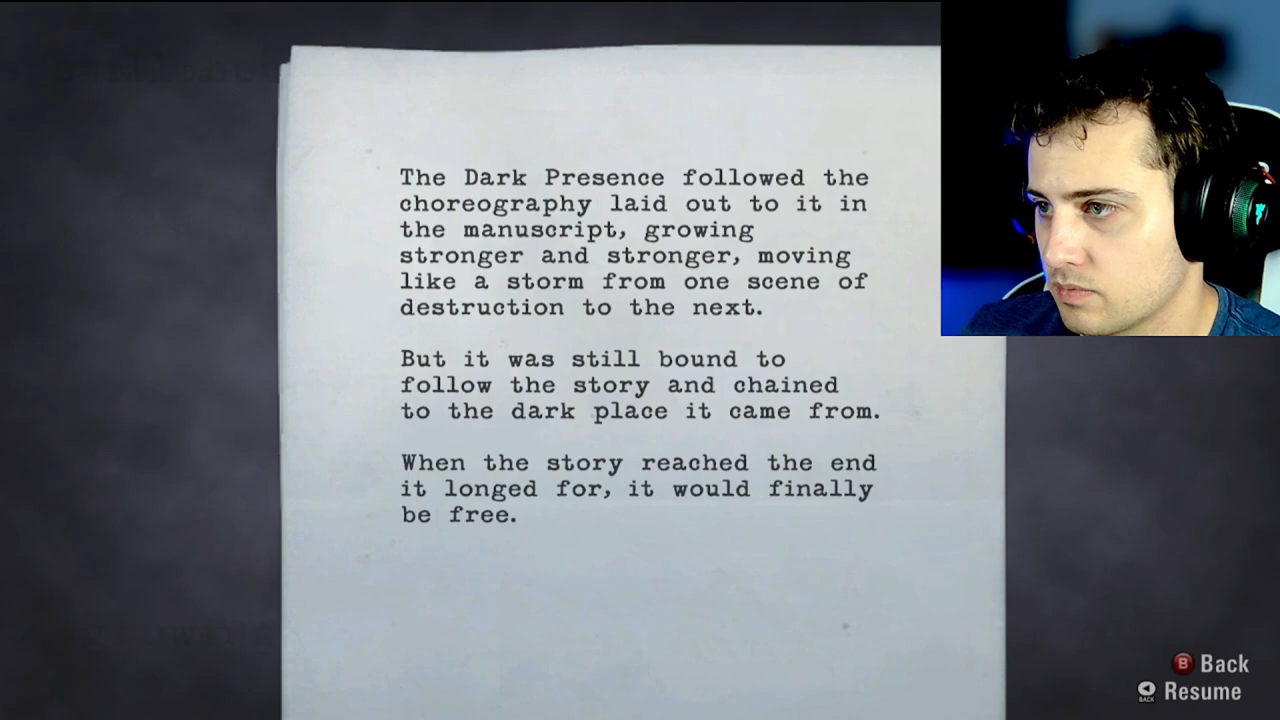 The Dark Presence followed the
choreography laid out to it in
the manuscript, growing
stronger and stronger, moving
like a storm from one scene of
destruction to the next.
But it was still bound to
follow the story and chained
to the dark place it came from.
When the story reached the end
it longed for, it would finally
be free.
B Back
BACK Resume